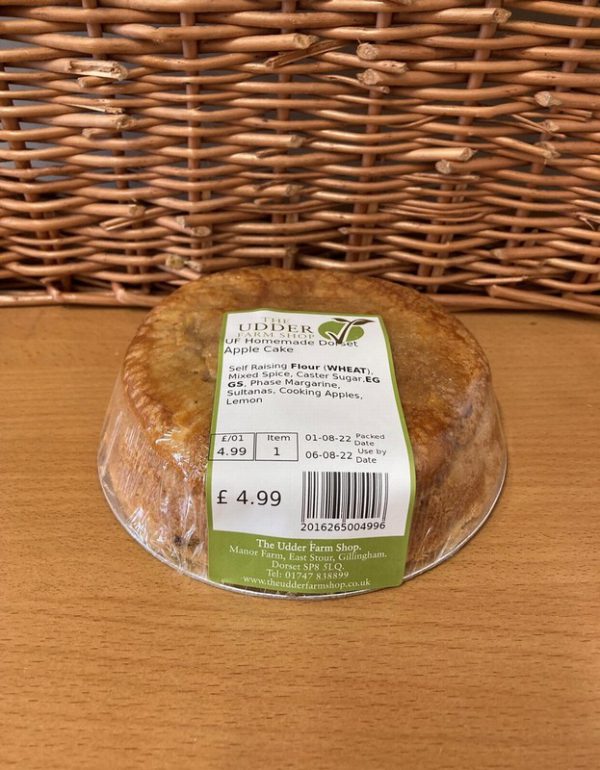 THE
UDDER
FARM SHOP
UF Homemade Dorset
Apple Cake
Self Raising Flour (WHEAT),
Mixed Spice, Caster Sugar,EG
GS, Phase Margarine,
Sultanas, Cooking Apples,
Lemon
£/01 Item 01-08-22 Packed Date
4.99 1 06-08-22 Use by Date
£ 4.99
2016265004996
The Udder Farm Shop.
Manor Farm, East Stour, Gillingham.
Dorset SP8 5LQ.
Tel: 01747 838899
www.theudderfarmshop.co.uk